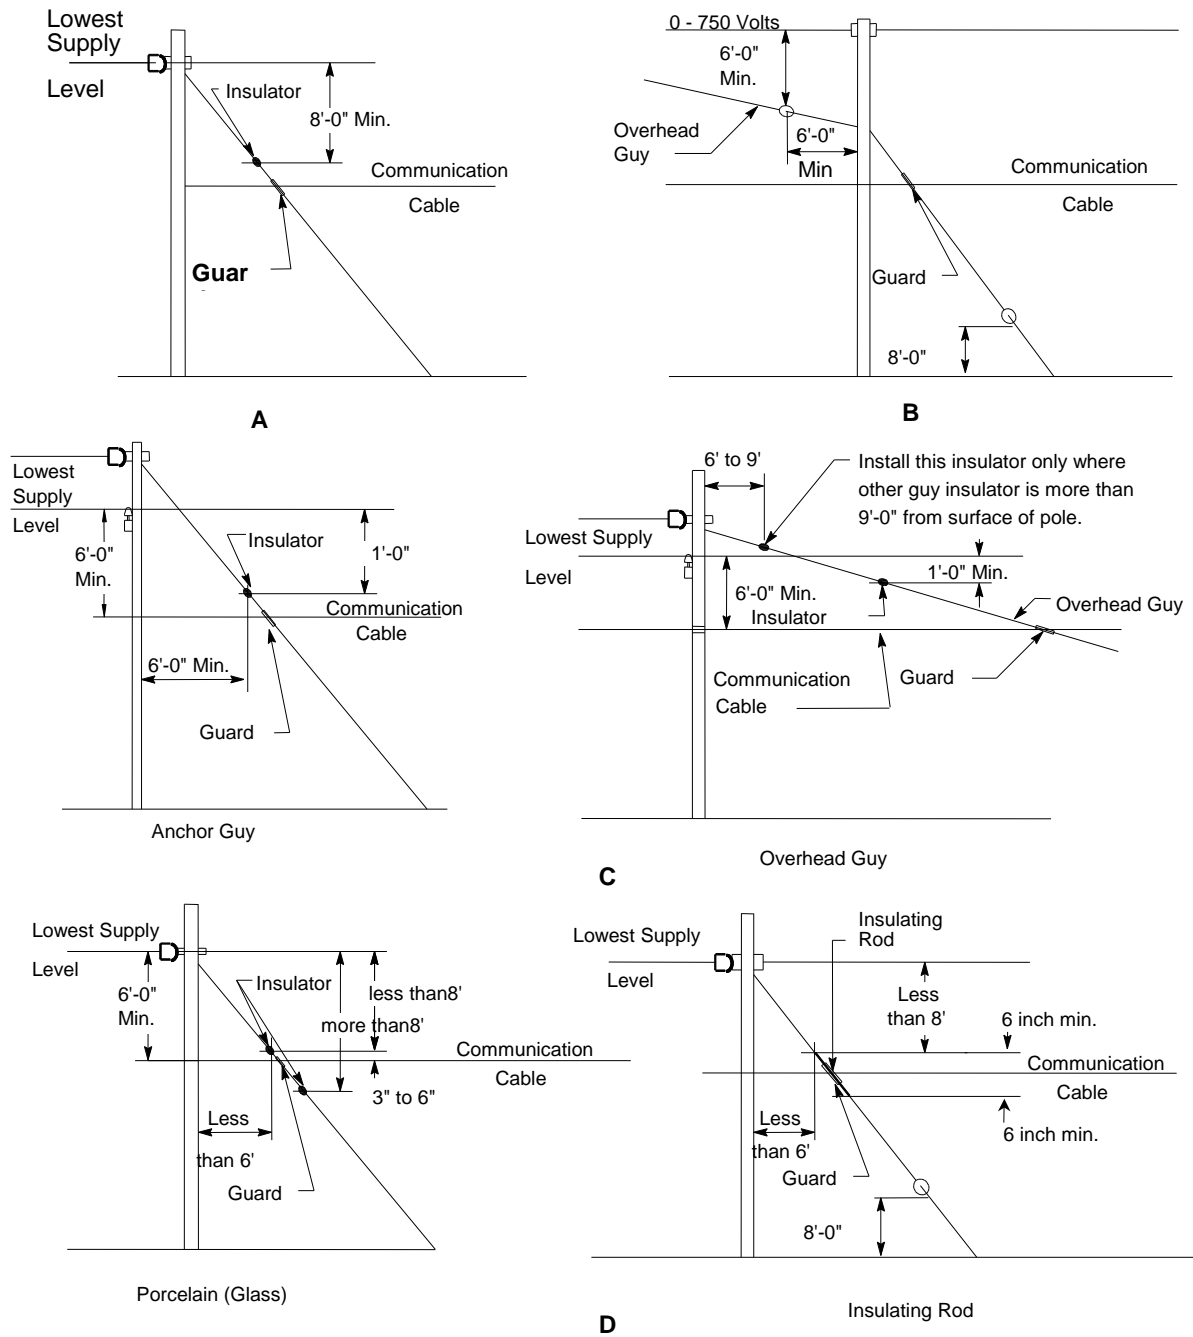 Lowest
Supply
Level
Insulator
8'-0" Min.
Communication
Cable
Guar
A
0 - 750 Volts
6'-0"
Min.
Overhead
Guy
6'-0"
Min
Communication
Cable
Guard
8'-0"
B
Lowest
Supply
Level
6'-0"
Min.
Insulator
1'-0"
Communication
Cable
6'-0" Min.
Guard
Anchor Guy
6' to 9'
Install this insulator only where
other guy insulator is more than
9'-0" from surface of pole.
Lowest Supply
Level
6'-0" Min.
Insulator
1'-0" Min.
Overhead Guy
Communication
Cable
Guard
Overhead Guy
C
Lowest Supply
Level
6'-0"
Min.
Insulator
less than8'
more than8'
Communication
Cable
3" to 6"
Less
than 6'
Guard
Porcelain (Glass)
Insulating
Rod
Lowest Supply
Level
Less
than 8'
6 inch min.
Communication
Cable
6 inch min.
Less
than 6'
Guard
8'-0"
Insulating Rod
D